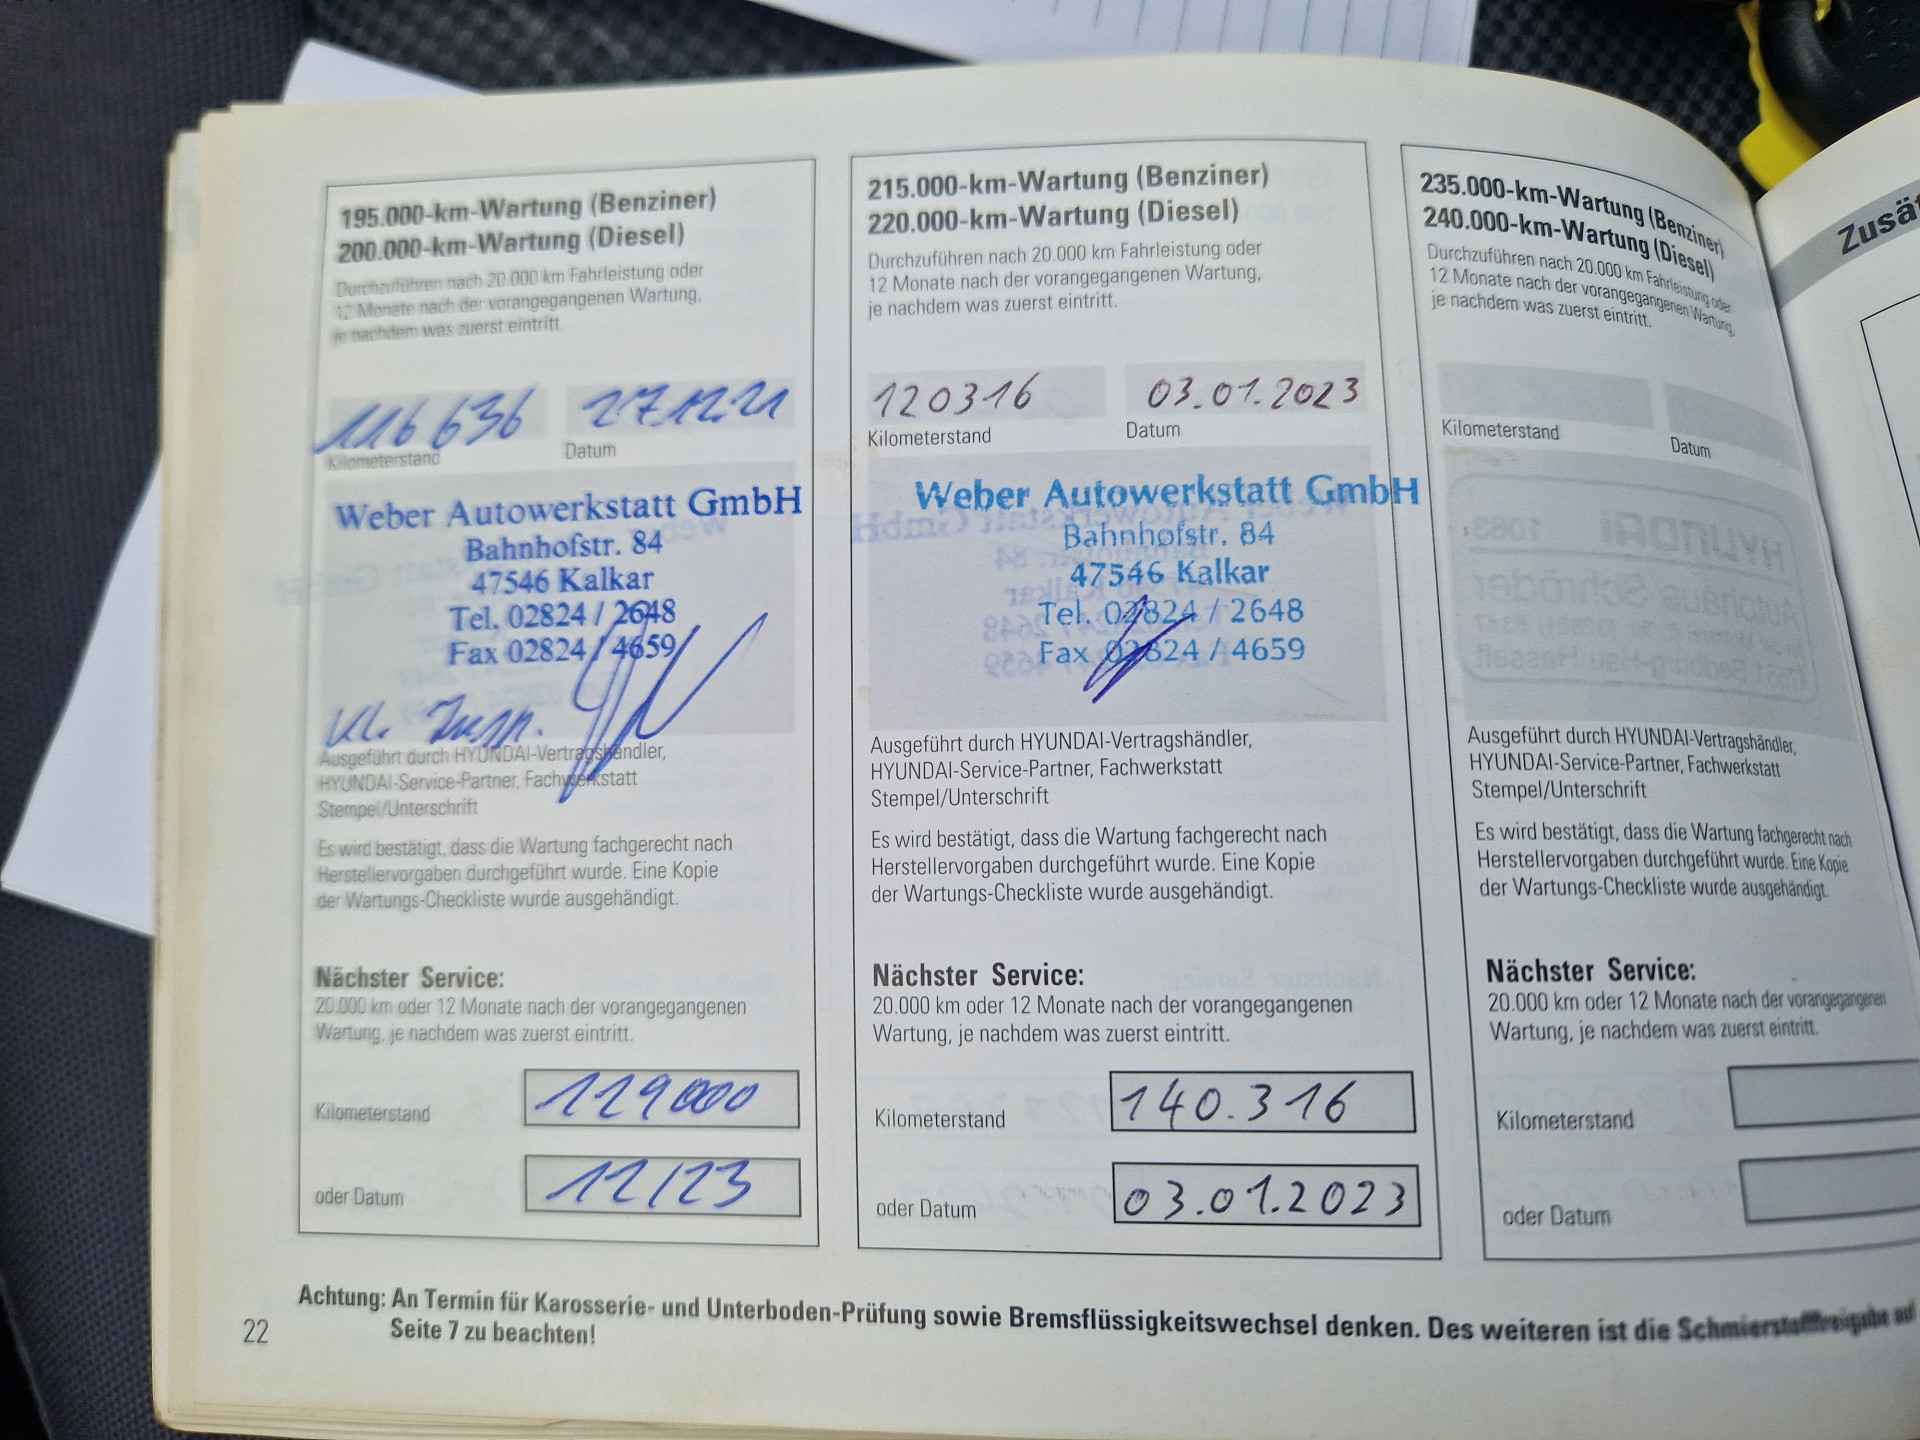 195.000-km-Wartung (Benziner)
200.000-km-Wartung (Diesel)
Durchzuführen nach 20.000 km Fahrleistung oder
12 Monate nach der vorangegangenen Wartung,
je nachdem was zuerst eintritt.
116 636
27.12.21
Kilometerstand
Datum
Weber Autowerkstatt GmbH
Bahnhofstr. 84
47546 Kalkar
Tel. 02824 / 2648
Fax 02824 / 4659
Kl. Insp.
Ausgeführt durch HYUNDAI-Vertragshändler,
HYUNDAI-Service-Partner, Fachwerkstatt
Stempel/Unterschrift
Es wird bestätigt, dass die Wartung fachgerecht nach
Herstellervorgaben durchgeführt wurde. Eine Kopie
der Wartungs-Checkliste wurde ausgehändigt.
Nächster Service:
20.000 km oder 12 Monate nach der vorangegangenen
Wartung, je nachdem was zuerst eintritt.
Kilometerstand
129000
oder Datum
12/23
215.000-km-Wartung (Benziner)
220.000-km-Wartung (Diesel)
Durchzuführen nach 20.000 km Fahrleistung oder
12 Monate nach der vorangegangenen Wartung,
je nachdem was zuerst eintritt.
120316
03.01.2023
Kilometerstand
Datum
Weber Autowerkstatt GmbH
Bahnhofstr. 84
47546 Kalkar
Tel. 02824 / 2648
Fax 02824 / 4659
Ausgeführt durch HYUNDAI-Vertragshändler,
HYUNDAI-Service-Partner, Fachwerkstatt
Stempel/Unterschrift
Es wird bestätigt, dass die Wartung fachgerecht nach
Herstellervorgaben durchgeführt wurde. Eine Kopie
der Wartungs-Checkliste wurde ausgehändigt.
Nächster Service:
20.000 km oder 12 Monate nach der vorangegangenen
Wartung, je nachdem was zuerst eintritt.
Kilometerstand
140.316
oder Datum
03.01.2023
235.000-km-Wartung (Benziner)
240.000-km-Wartung (Diesel)
Durchzuführen nach 20.000 km Fahrleistung oder
12 Monate nach der vorangegangenen Wartung,
je nachdem was zuerst eintritt.
Kilometerstand
Datum
Ausgeführt durch HYUNDAI-Vertragshändler,
HYUNDAI-Service-Partner, Fachwerkstatt
Stempel/Unterschrift
Es wird bestätigt, dass die Wartung fachgerecht nach
Herstellervorgaben durchgeführt wurde. Eine Kopie
der Wartungs-Checkliste wurde ausgehändigt.
Nächster Service:
20.000 km oder 12 Monate nach der vorangegangenen
Wartung, je nachdem was zuerst eintritt.
Kilometerstand
oder Datum
Achtung: An Termin für Karosserie- und Unterboden-Prüfung sowie Bremsflüssigkeitswechsel denken. Des weiteren ist die Schmierstofffreigabe auf
Seite 7 zu beachten!
22
Zusät